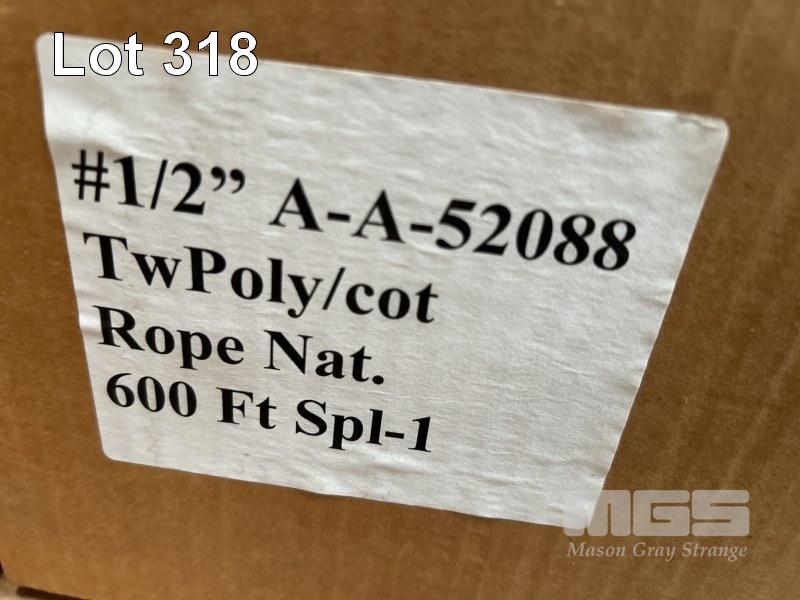 Lot 318
#1/2” A-A-52088
TwPoly/cot
Rope Nat.
600 Ft Spl-1
MGS
Mason Gray Strange